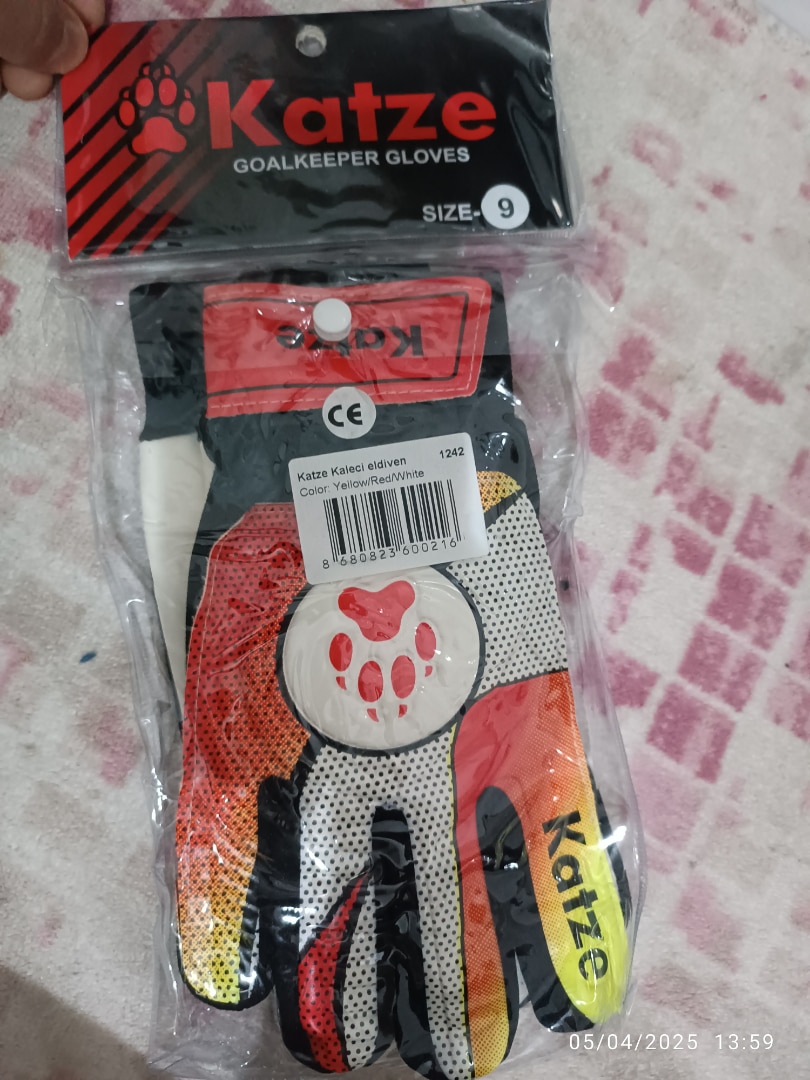 Katze
GOALKEEPER GLOVES
SIZE-9
Katze
CE
Katze Kaleci eldiven 1242
Color: Yellow/Red/White
8 680823 600216
Katze
05/04/2025 13:59